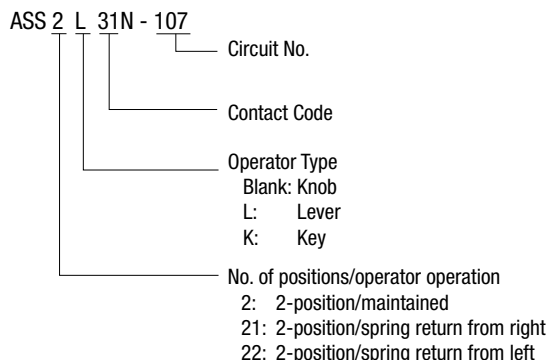 ASS 2 L 31N - 107
Circuit No.
Contact Code
Operator Type
Blank: Knob
L: Lever
K: Key
No. of positions/operator operation
2: 2-position/maintained
21: 2-position/spring return from right
22: 2-position/spring return from left